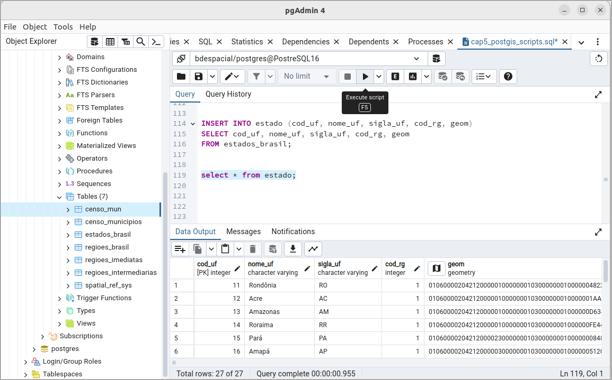 pgAdmin 4
File Object Tools Help
Object Explorer
ies SQL Statistics Dependencies Dependents Processes cap5_postgis_scripts.sql*
bdespacial/postgres@PostreSQL16
No limit
Execute script
F5
Query Query History
Domains
FTS Configurations
FTS Dictionaries
FTS Parsers
FTS Templates
Foreign Tables
Functions
Materialized Views
Operators
Procedures
Sequences
Tables (7)
censo_mun
censo_municipios
estados_brasil
regioes_brasil
regioes_imediatas
regioes_intermediarias
spatial_ref_sys
Trigger Functions
Types
Views
Subscriptions
postgres
Login/Group Roles
Tablespaces
113
114 INSERT INTO estado (cod_uf, nome_uf, sigla_uf, cod_rg, geom)
115 SELECT cod_uf, nome_uf, sigla_uf, cod_rg, geom
116 FROM estados_brasil;
117
118
119 select * from estado;
120
121
122
123
Data Output Messages Notifications
cod_uf nome_uf sigla_uf cod_rg geom
[PK] integer character varying character varying integer geometry
1 11 Rondônia RO 1
2 12 Acre AC 1
3 13 Amazonas AM 1
4 14 Roraima RR 1
5 15 Pará PA 1
6 16 Amapá AP 1
Total rows: 27 of 27 Query complete 00:00:00.955 Ln 119, Col 1